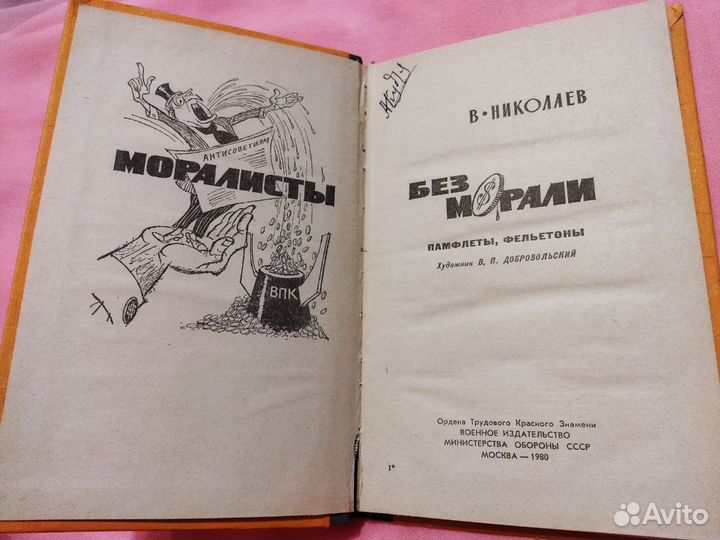 АНТИСОВЕТИЗМ
МОРАЛИСТЫ
ВПК
В. НИКОЛАЕВ
БЕЗ
МОРАЛИ
ПАМФЛЕТЫ, ФЕЛЬЕТОНЫ
Художник В. П. ДОБРОВОЛЬСКИЙ
Ордена Трудового Красного Знамени
ВОЕННОЕ ИЗДАТЕЛЬСТВО
МИНИСТЕРСТВА ОБОРОНЫ СССР
МОСКВА — 1980
1*
Avito